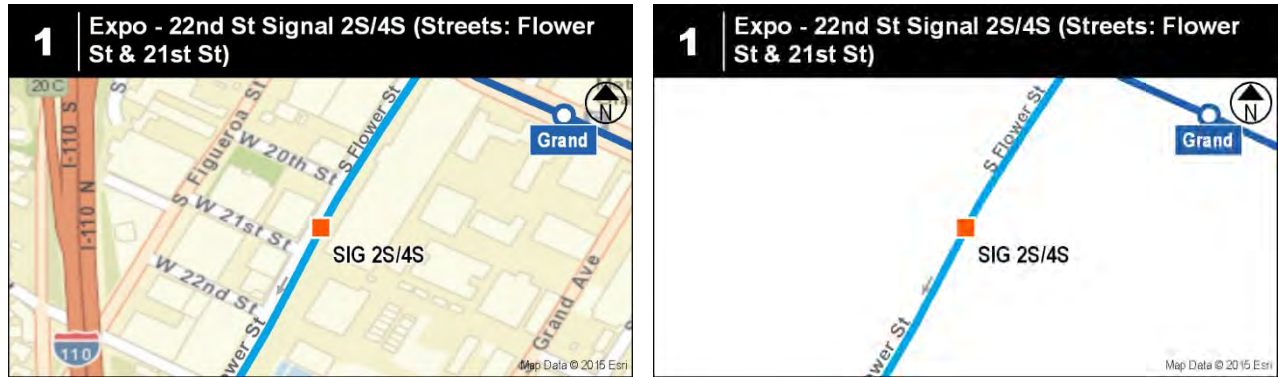 1
Expo - 22nd St Signal 2S/4S (Streets: Flower
St & 21st St)
20 C
S
I-110 S
S Figueroa St
W 20th St
S Flower St
N
Grand
I-110 N
W 21st St
SIG 2S/4S
W 22nd St
Grand Ave
110
ower St
Map Data © 2015 Esri
1
Expo - 22nd St Signal 2S/4S (Streets: Flower
St & 21st St)
S Flower St
N
Grand
SIG 2S/4S
ower St
Map Data © 2015 Esri